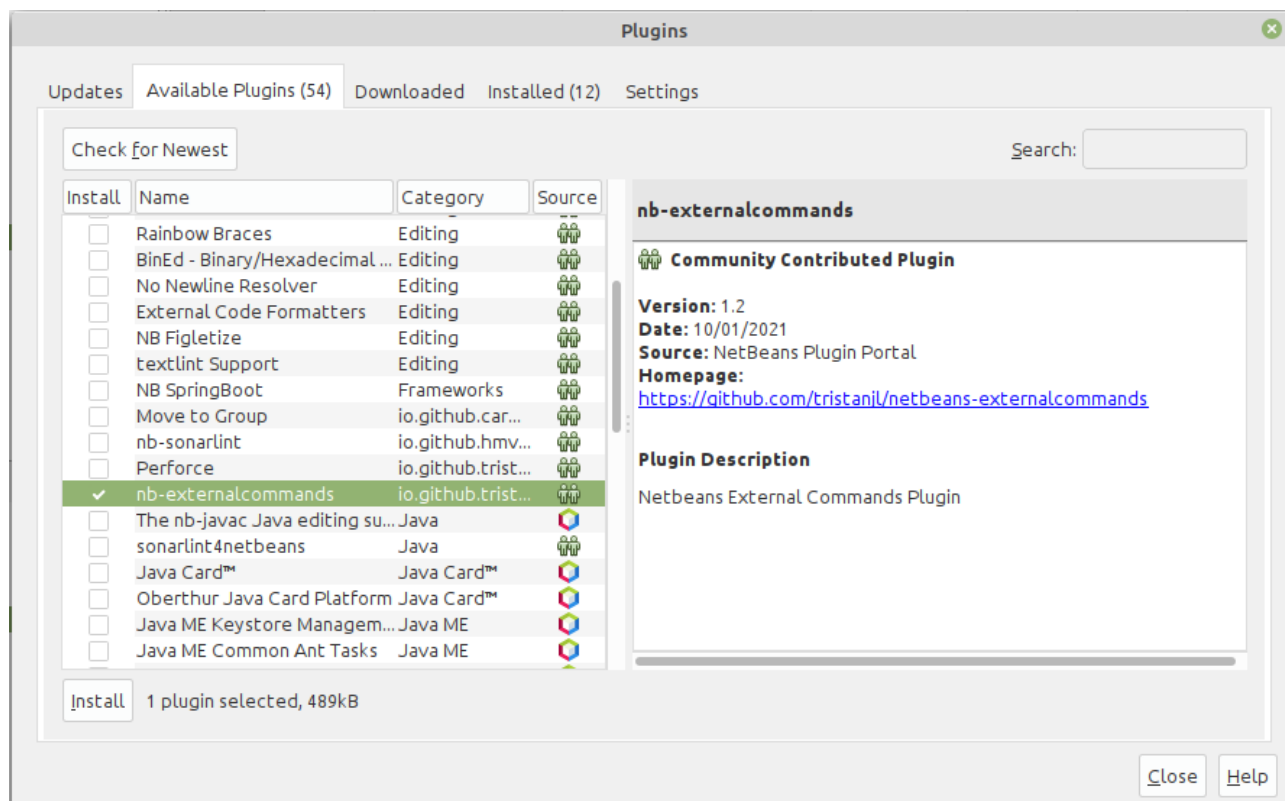 Plugins
Updates Available Plugins (54) Downloaded Installed (12) Settings
Check for Newest Search:
Install Name Category Source
Rainbow Braces Editing
BinEd - Binary/Hexadecimal ... Editing
No Newline Resolver Editing
External Code Formatters Editing
NB Figletize Editing
textlint Support Editing
NB SpringBoot Frameworks
Move to Group io.github.car...
nb-sonarlint io.github.hmv...
Perforce io.github.trist...
nb-externalcommands io.github.trist...
The nb-javac Java editing su... Java
sonarlint4netbeans Java
Java Card™ Java Card™
Oberthur Java Card Platform Java Card™
Java ME Keystore Managem... Java ME
Java ME Common Ant Tasks Java ME
nb-externalcommands
Community Contributed Plugin
Version: 1.2
Date: 10/01/2021
Source: NetBeans Plugin Portal
Homepage:
https://github.com/tristanjl/netbeans-externalcommands
Plugin Description
Netbeans External Commands Plugin
Install 1 plugin selected, 489kB
Close Help